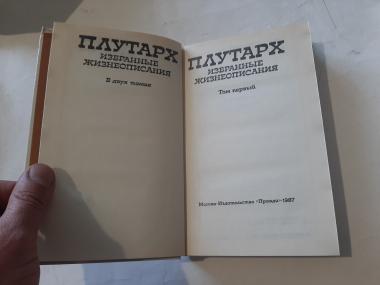 ПЛУТАРХ
ИЗБРАННЫЕ
ЖИЗНЕОПИСАНИЯ
В двух томах
ПЛУТАРХ
ИЗБРАННЫЕ
ЖИЗНЕОПИСАНИЯ
Том первый
Москва·Издательство «Правда»·1987